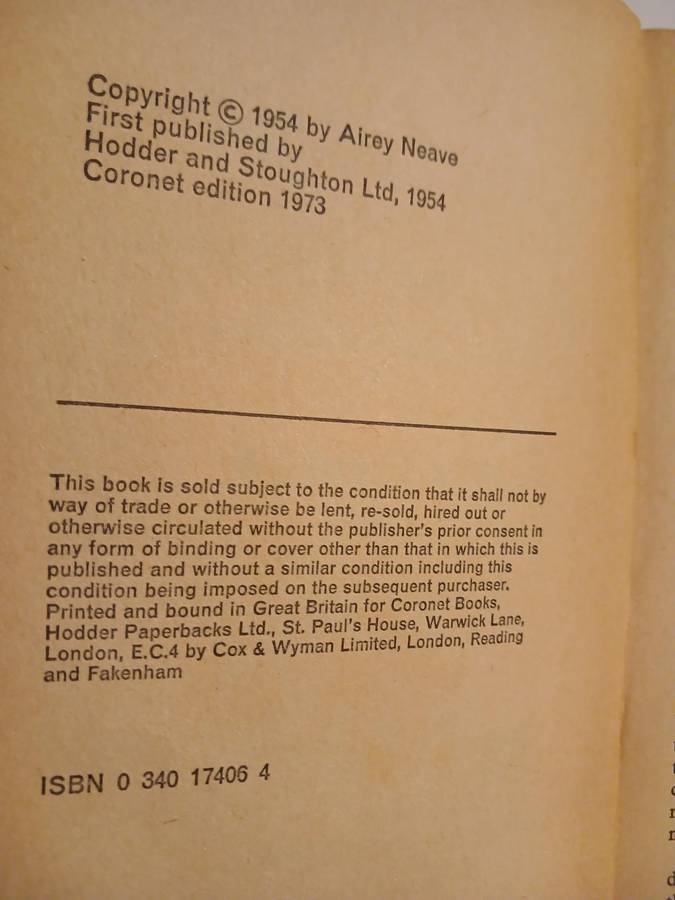 Copyright © 1954 by Airey Neave
First published by
Hodder and Stoughton Ltd, 1954
Coronet edition 1973
This book is sold subject to the condition that it shall not by
way of trade or otherwise be lent, re-sold, hired out or
otherwise circulated without the publisher's prior consent in
any form of binding or cover other than that in which this is
published and without a similar condition including this
condition being imposed on the subsequent purchaser.
Printed and bound in Great Britain for Coronet Books,
Hodder Paperbacks Ltd., St. Paul's House, Warwick Lane,
London, E.C.4 by Cox & Wyman Limited, London, Reading
and Fakenham
ISBN 0 340 17406 4